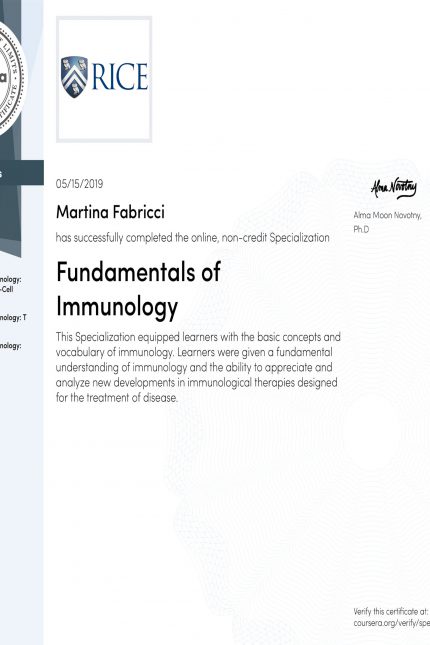 RICE
05/15/2019
Martina Fabricci
has successfully completed the online, non-credit Specialization
Fundamentals of
Immunology
This Specialization equipped learners with the basic concepts and
vocabulary of immunology. Learners were given a fundamental
understanding of immunology and the ability to appreciate and
analyze new developments in immunological therapies designed
for the treatment of disease.
Alma Novotny
Alma Moon Novotny,
Ph.D
nology:
-Cell
nology: T
nology:
Verify this certificate at:
coursera.org/verify/spe